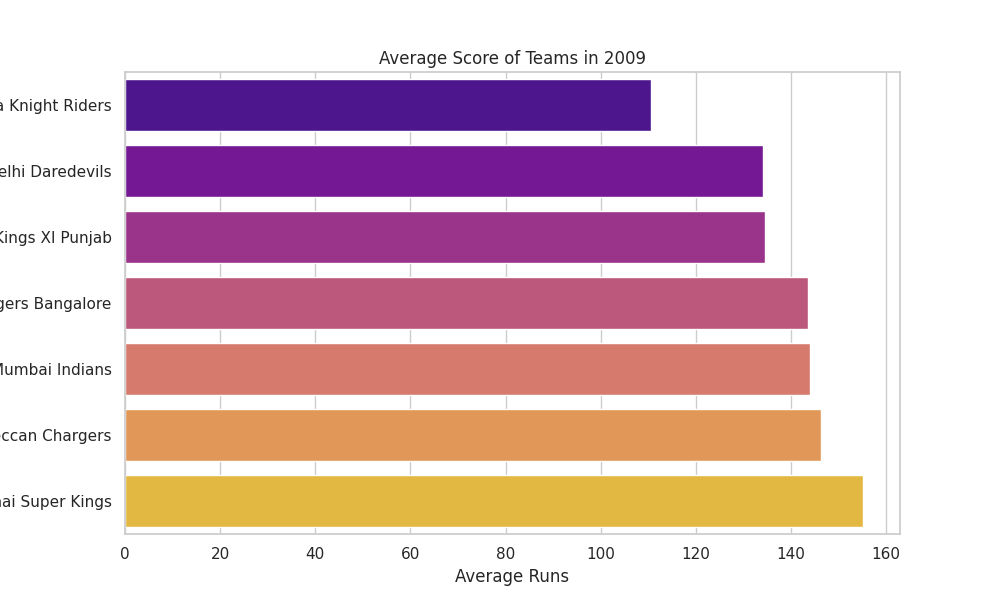 Average Score of Teams in 2009
a Knight Riders
elhi Daredevils
Kings XI Punjab
gers Bangalore
Mumbai Indians
eccan Chargers
nai Super Kings
0 20 40 60 80 100 120 140 160
Average Runs